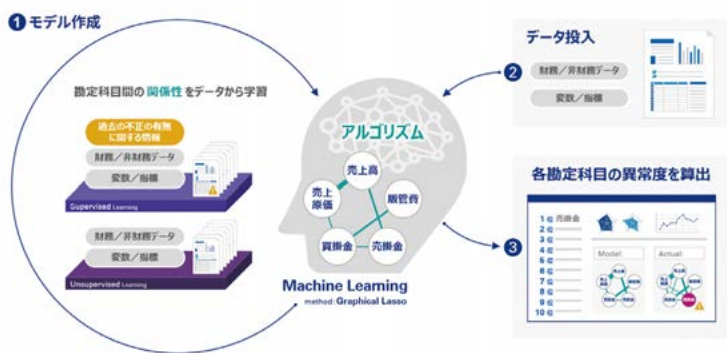 1 モデル作成
勘定科目間の関係性をデータから学習
過去の不正の有無
に関する情報
財務／非財務データ
変数／指標
Supervised Learning
財務／非財務データ
変数／指標
Unsupervised Learning
アルゴリズム
売上高
売上
原価
販管費
買掛金
売掛金
Machine Learning
method: Graphical Lasso
データ投入
2
財務／非財務データ
変数／指標
各勘定科目の異常度を算出
3
1 位 売掛金
2 位
3 位
4 位
5 位
6 位
7 位
8 位
9 位
10 位
Model:
Actual: